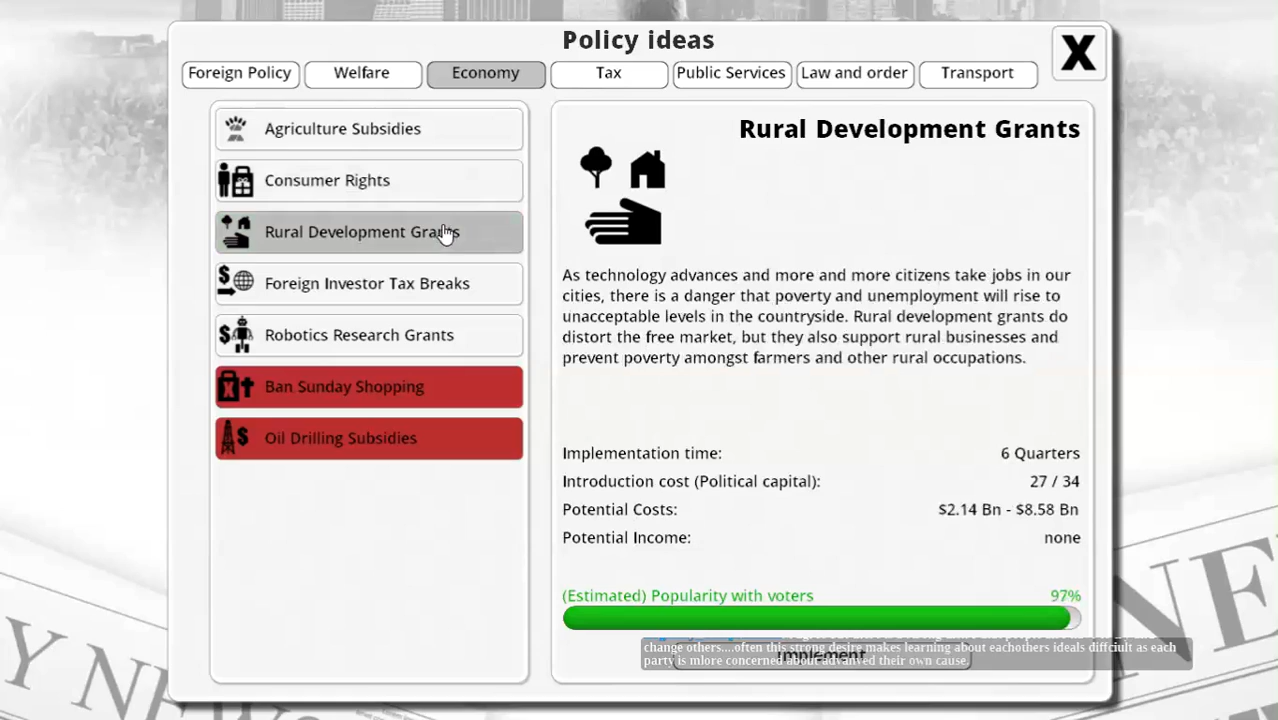 Policy ideas
X
Foreign Policy
Welfare
Economy
Tax
Public Services
Law and order
Transport
Agriculture Subsidies
Consumer Rights
Rural Development Grants
Foreign Investor Tax Breaks
Robotics Research Grants
Ban Sunday Shopping
Oil Drilling Subsidies
Rural Development Grants
As technology advances and more and more citizens take jobs in our
cities, there is a danger that poverty and unemployment will rise to
unacceptable levels in the countryside. Rural development grants do
distort the free market, but they also support rural businesses and
prevent poverty amongst farmers and other rural occupations.
Implementation time: 6 Quarters
Introduction cost (Political capital): 27 / 34
Potential Costs: $2.14 Bn - $8.58 Bn
Potential Income: none
(Estimated) Popularity with voters 97%
change others....often this strong desire makes learning about eachothers ideals diffciult as each
party is mlore concerned about advanved their own cause.
Implement
Y NEW
NE